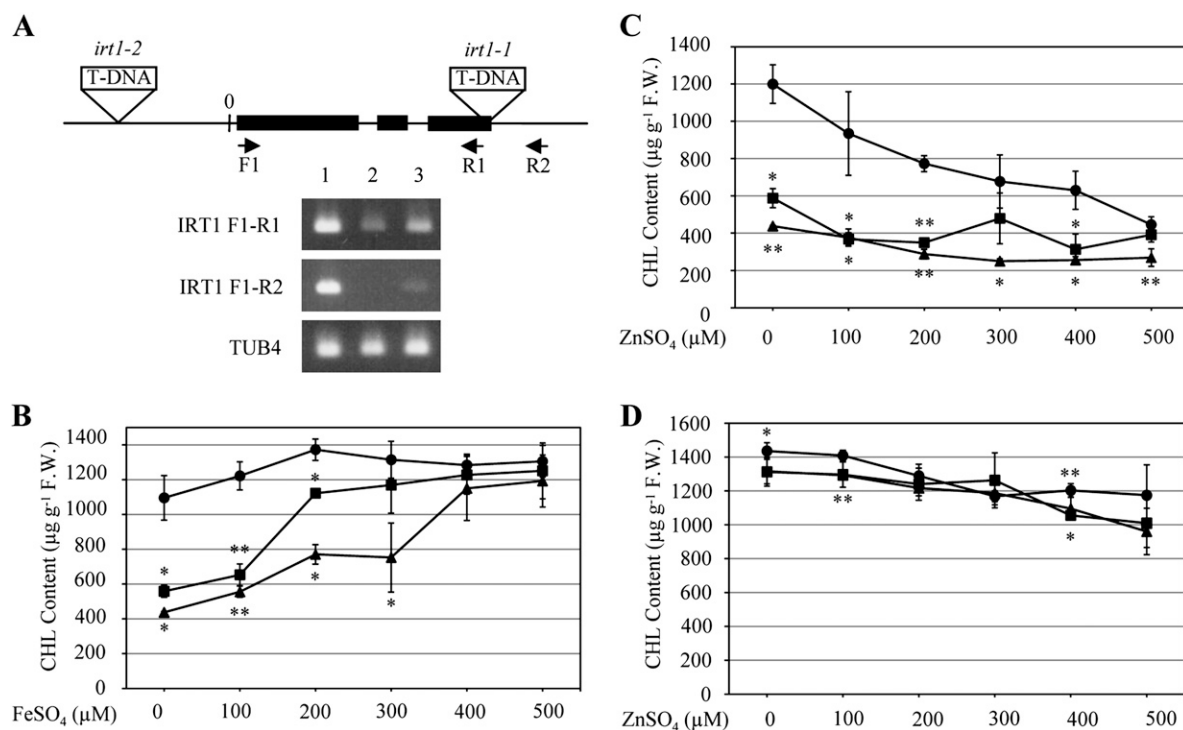 A
irt1-2
irt1-1
T-DNA
T-DNA
0
F1
R1
R2
1 2 3
IRT1 F1-R1
IRT1 F1-R2
TUB4
B
CHL Content (µg g-1 F.W.)
1400
1200
1000
800
600
400
200
0
* ** * * ** * *
FeSO4 (µM)
0 100 200 300 400 500
C
CHL Content (µg g-1 F.W.)
1400
1200
1000
800
600
400
200
0
* * ** * ** * ** * * **
ZnSO4 (µM)
0 100 200 300 400 500
D
CHL Content (µg g-1 F.W.)
1600
1400
1200
1000
800
600
400
200
0
* ** ** *
ZnSO4 (µM)
0 100 200 300 400 500